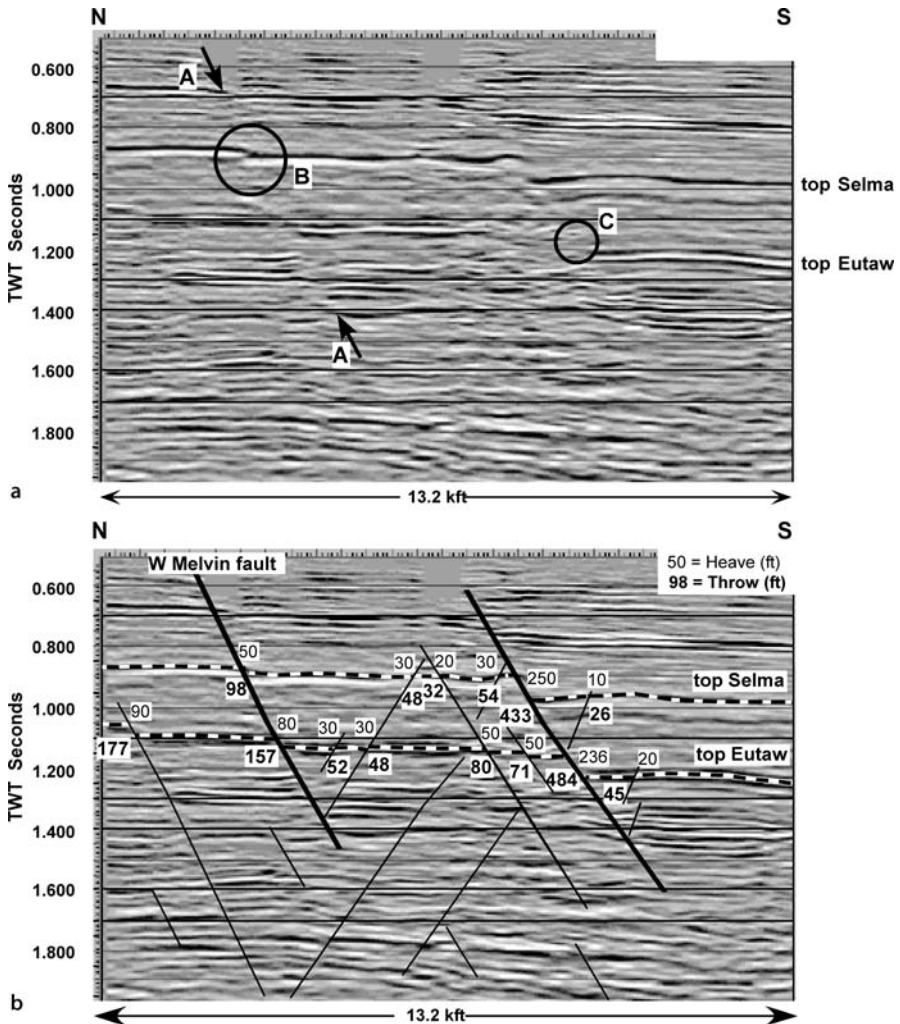 N S
0.600
A
0.800
B
1.000
top Selma
C
1.200
top Eutaw
1.400
A
1.600
1.800
TWT Seconds
a
13.2 kft
N S
W Melvin fault
50 = Heave (ft)
98 = Throw (ft)
0.600
0.800
50
30 20 30
98
48 32 54
250
10
top Selma
1.000
90
433
26
80 30 30
50 50
177
157
52 48
80 71
236
484
20
top Eutaw
1.200
45
1.400
1.600
1.800
TWT Seconds
b
13.2 kft